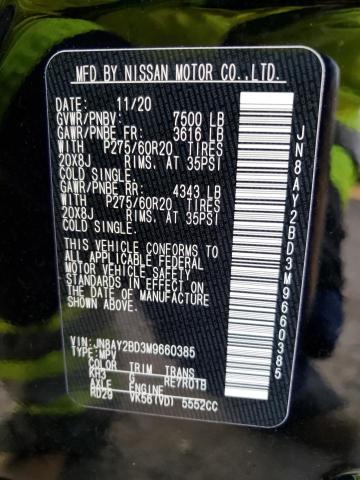 MFD BY NISSAN MOTOR CO., LTD.
DATE: 11/20
GVWR/PNBV: 7500 LB
GAWR/PNBE FR: 3616 LB
WITH P275/60R20 TIRES
20X8J RIMS, AT 35PSI
COLD SINGLE.
GAWR/PNBE RR: 4343 LB
WITH P275/60R20 TIRES
20X8J RIMS, AT 35PSI
COLD SINGLE.
THIS VEHICLE CONFORMS TO
ALL APPLICABLE FEDERAL
MOTOR VEHICLE SAFETY
STANDARDS IN EFFECT ON
THE DATE OF MANUFACTURE
SHOWN ABOVE.
VIN: JN8AY2BD3M9660385
TYPE: MPV
COLOR TRIM TRANS
KH3 G RE7R01B
AXLE ENGINE
RD29 VK56(VD) 5552CC
JN8AY2BD3M9660385